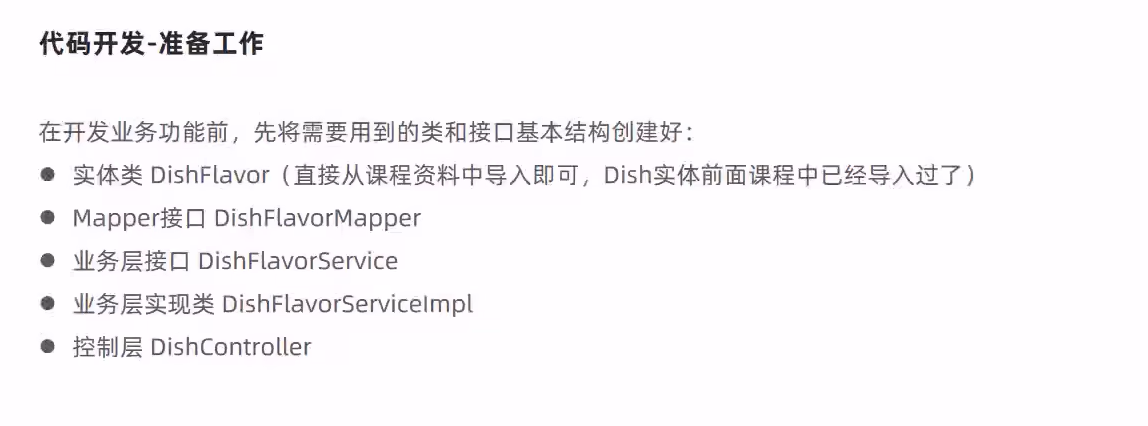 代码开发-准备工作
在开发业务功能前，先将需要用到的类和接口基本结构创建好：
● 实体类 DishFlavor（直接从课程资料中导入即可，Dish实体前面课程中已经导入过了）
● Mapper接口 DishFlavorMapper
● 业务层接口 DishFlavorService
● 业务层实现类 DishFlavorServiceImpl
● 控制层 DishController